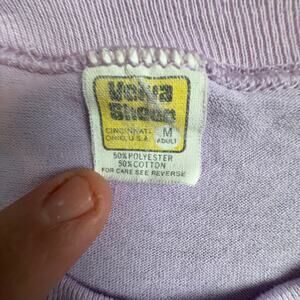 Velva
Sheen
CINCINNATI
OHIO, U.S.A.
M
ADULT
50% POLYESTER
50% COTTON
FOR CARE SEE REVERSE